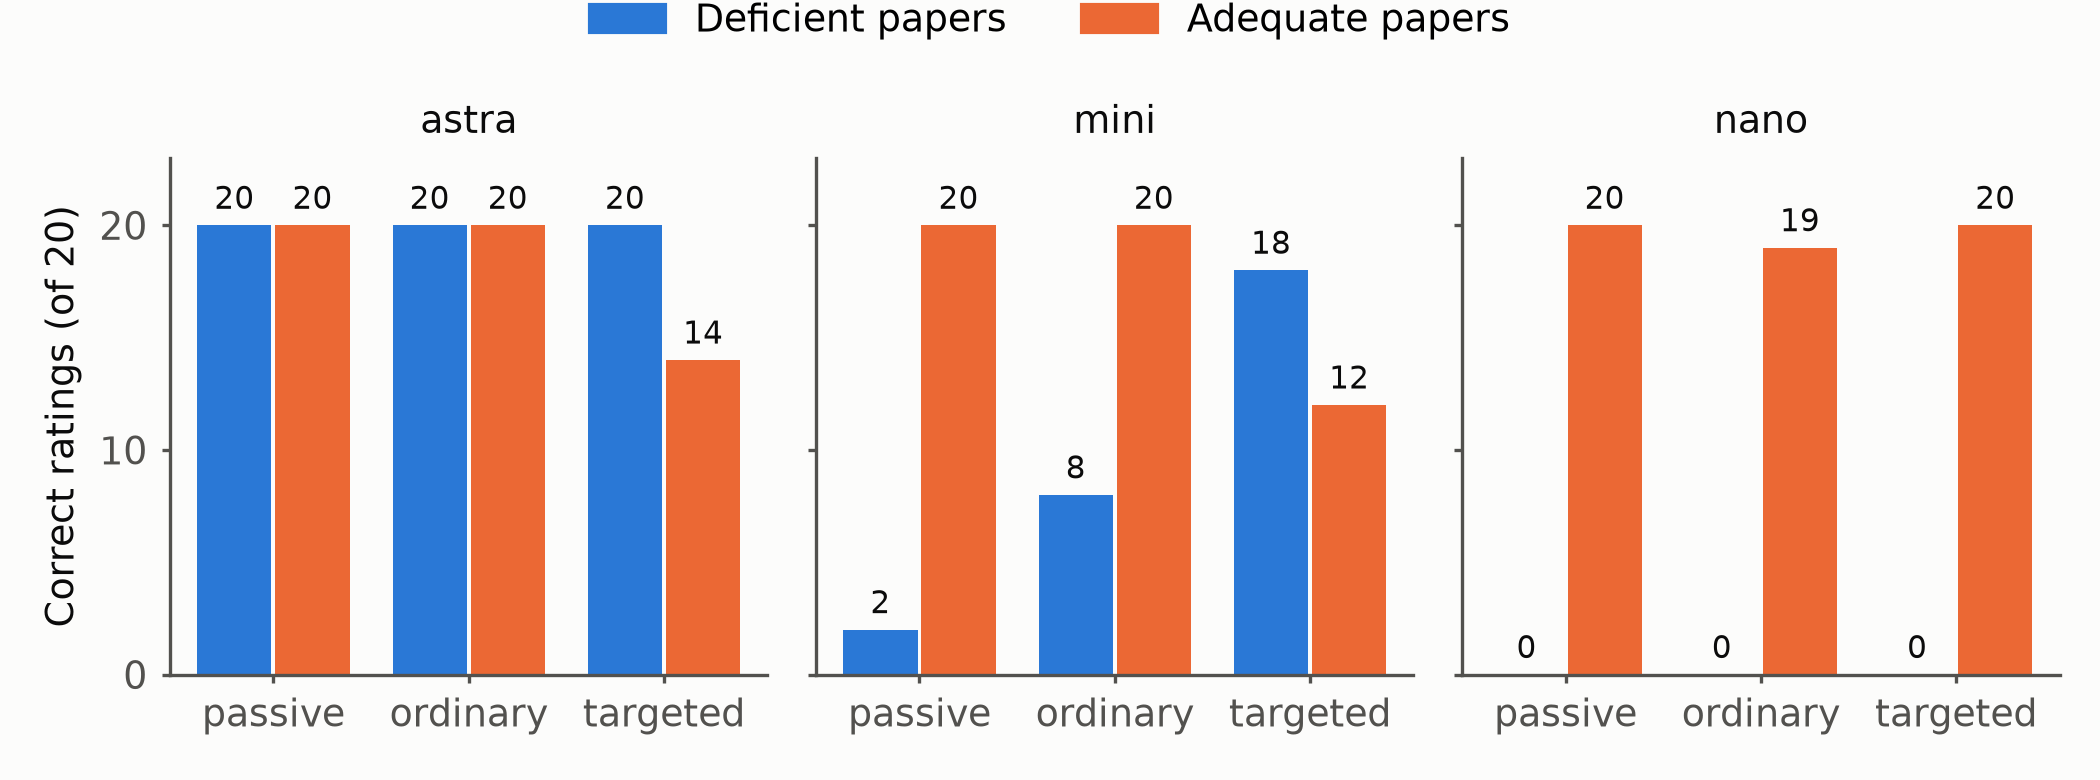 Deficient papers
Adequate papers
astra
mini
nano
Correct ratings (of 20)
20
10
0
20 20 20 20 20 14
2 20 8 20 18 12
0 20 0 19 0 20
passive ordinary targeted
passive ordinary targeted
passive ordinary targeted